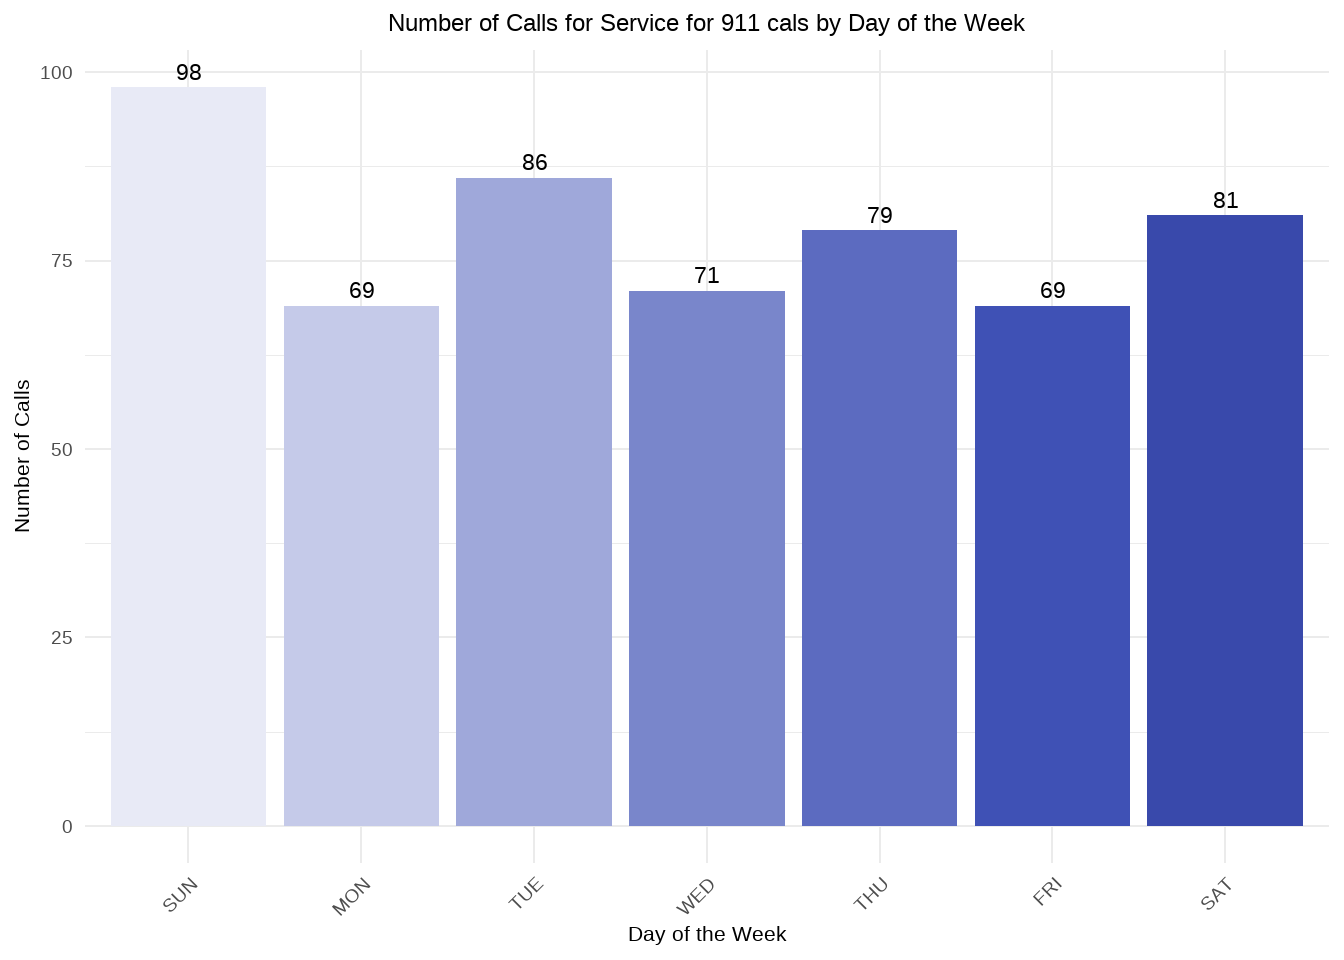 Number of Calls for Service for 911 cals by Day of the Week
Number of Calls
100
75
50
25
0
98
69
86
71
79
69
81
SUN
MON
TUE
WED
THU
FRI
SAT
Day of the Week